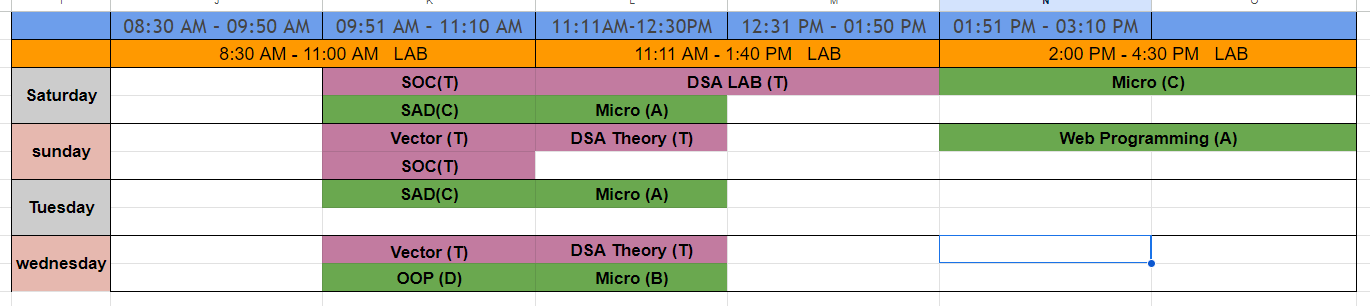 J K L M N O
08:30 AM - 09:50 AM 09:51 AM - 11:10 AM 11:11AM-12:30PM 12:31 PM - 01:50 PM 01:51 PM - 03:10 PM
8:30 AM - 11:00 AM LAB 11:11 AM - 1:40 PM LAB 2:00 PM - 4:30 PM LAB
Saturday
SOC(T) DSA LAB (T) Micro (C)
SAD(C) Micro (A)
sunday
Vector (T) DSA Theory (T) Web Programming (A)
SOC(T)
Tuesday
SAD(C) Micro (A)
wednesday
Vector (T) DSA Theory (T)
OOP (D) Micro (B)